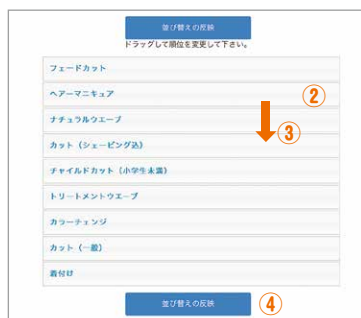 並び替えの反映
ドラッグして順位を変更して下さい。
フェードカット
ヘアーマニキュア
②
ナチュラルウエーブ
③
カット (シェービング込)
チャイルドカット (小学生未満)
トリートメントウエーブ
カラーチェンジ
カット (一般)
着付け
並び替えの反映
④